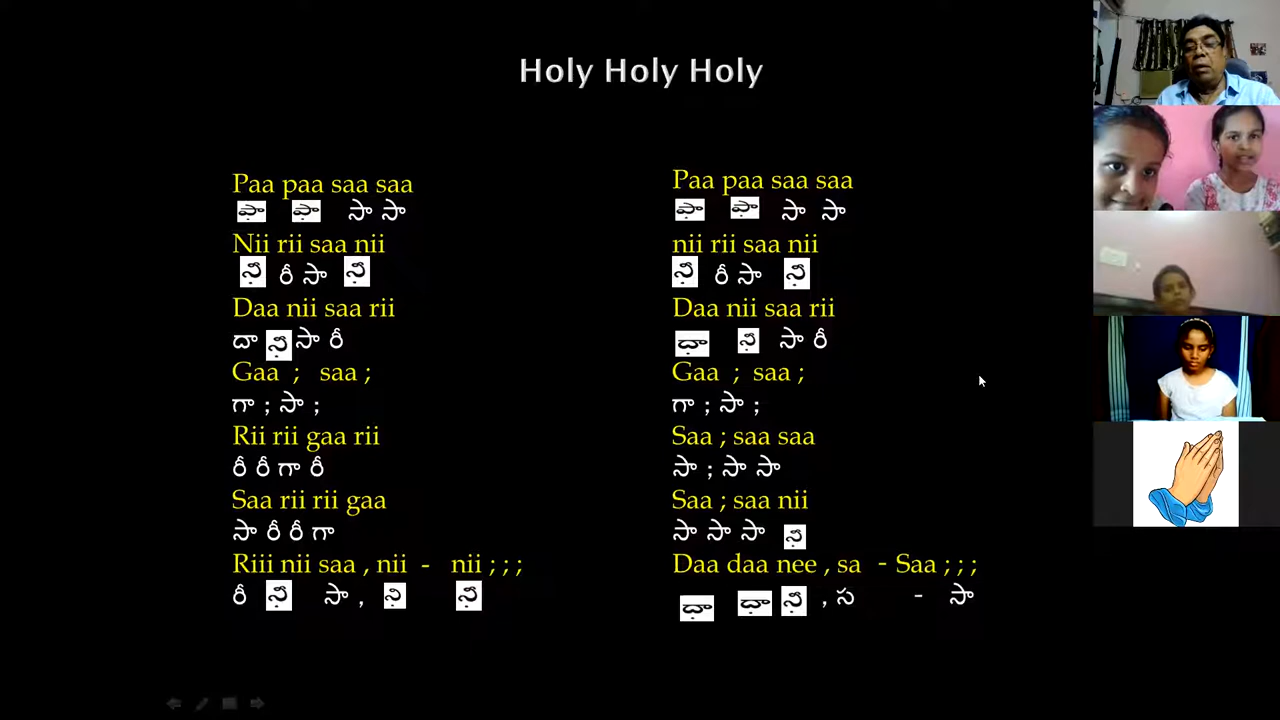 Holy Holy Holy
Paa paa saa saa
పా పా సా సా
Nii rii saa nii
నీ రీ సా నీ
Daa nii saa rii
దా నీ సా రీ
Gaa ; saa ;
గా ; సా ;
Rii rii gaa rii
రీ రీ గా రీ
Saa rii rii gaa
సా రీ రీ గా
Riii nii saa , nii - nii ; ; ;
రీ నీ సా , ని నీ
Paa paa saa saa
పా పా సా సా
nii rii saa nii
నీ రీ సా నీ
Daa nii saa rii
ధా నీ సా రీ
Gaa ; saa ;
గా ; సా ;
Saa ; saa saa
సా ; సా సా
Saa ; saa nii
సా సా సా నీ
Daa daa nee , sa - Saa ; ; ;
ధా ధా నీ , స - సా